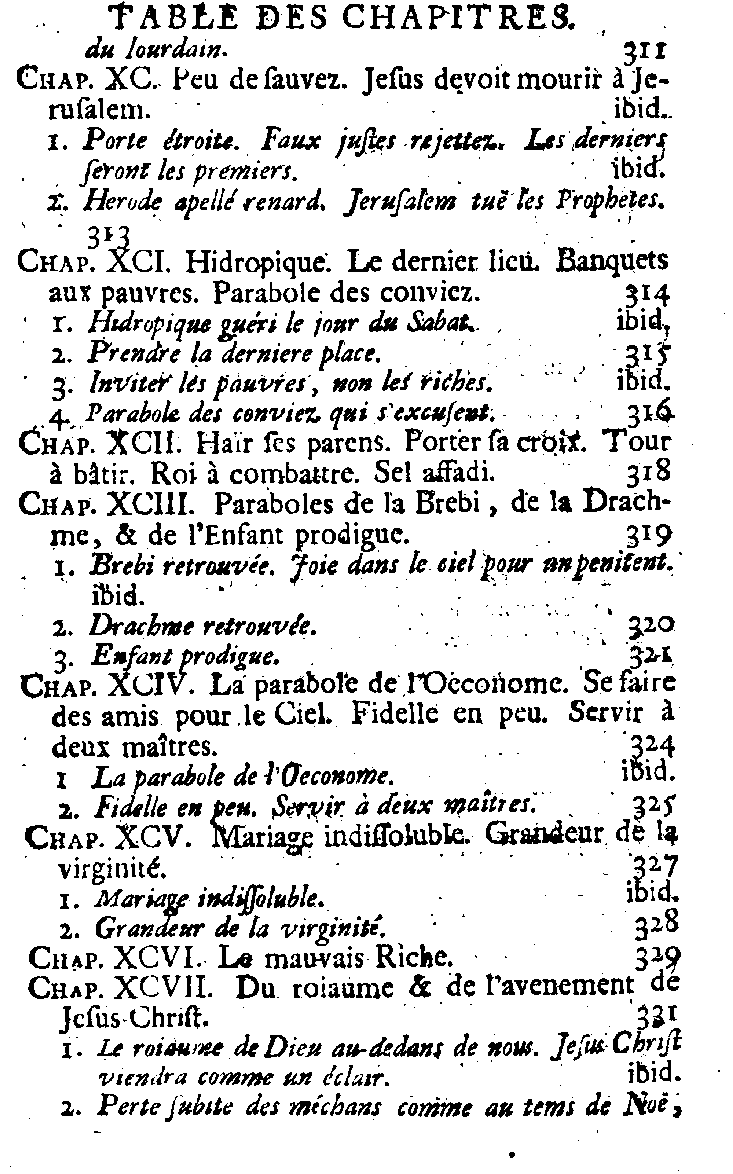 TABLE DES CHAPITRES.
du Jourdain. 311
CHAP. XC. Peu de ſauvez. Jeſus devoit mourir à Je-
ruſalem. ibid.
1. Porte étroite. Faux juſtes rejettez. Les derniers
ſeront les premiers. ibid.
2. Herode apellé renard. Jeruſalem tuë les Prophetes.
313
CHAP. XCI. Hidropique. Le dernier lieu. Banquets
aux pauvres. Parabole des conviez. 314
1. Hidropique guéri le jour du Sabat. ibid.
2. Prendre la derniere place. 315
3. Inviter les pauvres, non les riches. ibid.
4. Parabole des conviez qui s'excuſent. 316
CHAP. XCII. Haïr ſes parens. Porter ſa croix. Tour
à bâtir. Roi à combattre. Sel affadi. 318
CHAP. XCIII. Paraboles de la Brebi, de la Drach-
me, & de l'Enfant prodigue. 319
1. Brebi retrouvée. Joie dans le ciel pour un penitent.
ibid.
2. Drachme retrouvée. 320
3. Enfant prodigue. 321
CHAP. XCIV. La parabole de l'Oeconome. Se faire
des amis pour le Ciel. Fidelle en peu. Servir à
deux maîtres. 324
1 La parabole de l'Oeconome. ibid.
2. Fidelle en peu. Servir à deux maîtres. 325
CHAP. XCV. Mariage indiſſoluble. Grandeur de la
virginité. 327
1. Mariage indiſſoluble. ibid.
2. Grandeur de la virginité. 328
CHAP. XCVI. Le mauvais Riche. 329
CHAP. XCVII. Du roiaume & de l'avenement de
Jeſus-Chriſt. 331
1. Le roiaume de Dieu au-dedans de nous. Jeſus Chriſt
viendra comme un éclair. ibid.
2. Perte ſubite des méchans comme au tems de Noë,